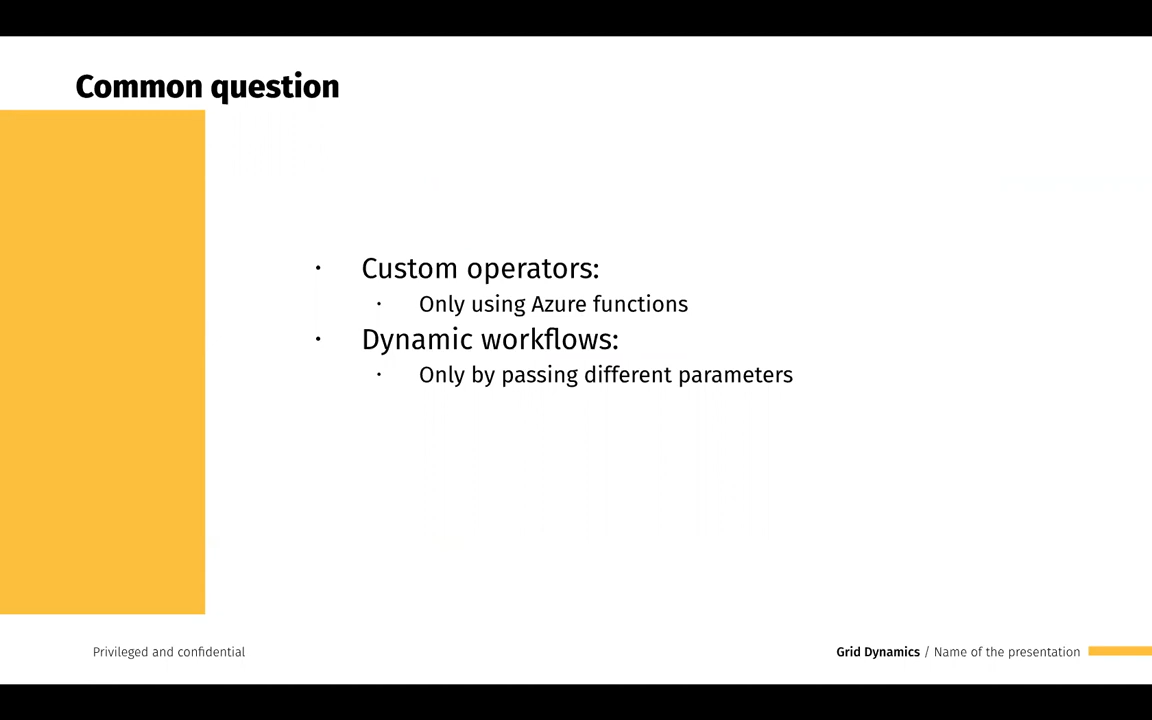 Common question
· Custom operators:
· Only using Azure functions
· Dynamic workflows:
· Only by passing different parameters
Privileged and confidential
Grid Dynamics / Name of the presentation